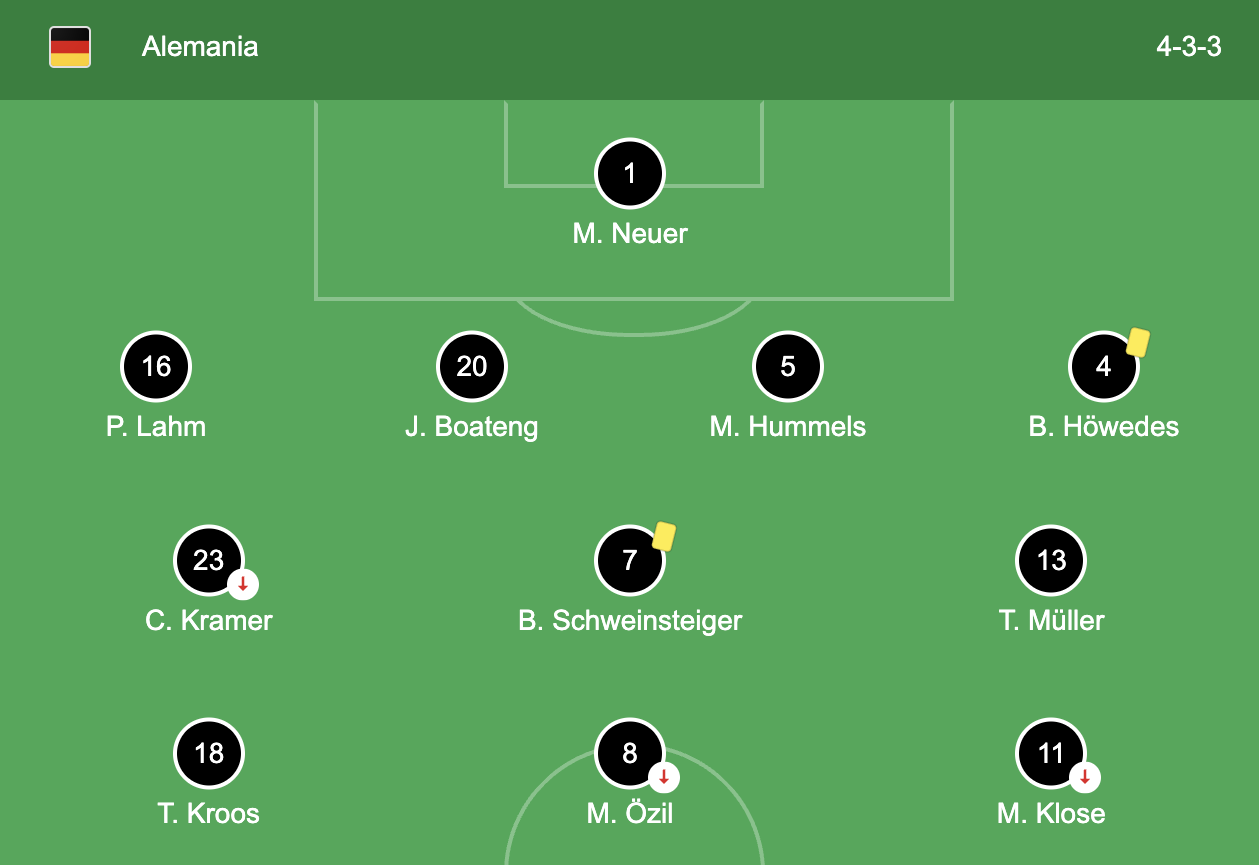 Alemania 4-3-3
1
M. Neuer
16 20 5 4
P. Lahm J. Boateng M. Hummels B. Höwedes
23 7 13
C. Kramer B. Schweinsteiger T. Müller
18 8 11
T. Kroos M. Özil M. Klose